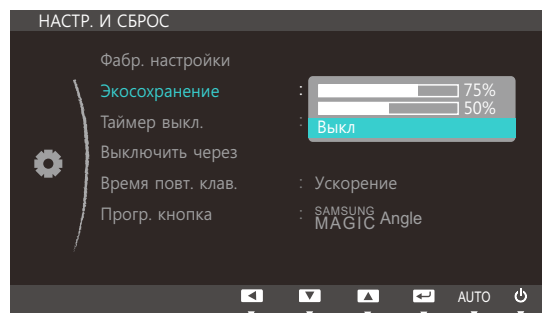 НАСТР. И СБРОС
Фабр. настройки
Экосохранение : 75%
50%
Таймер выкл. : Выкл
Выключить через
Время повт. клав. : Ускорение
Прогр. кнопка : SAMSUNG MAGIC Angle
AUTO